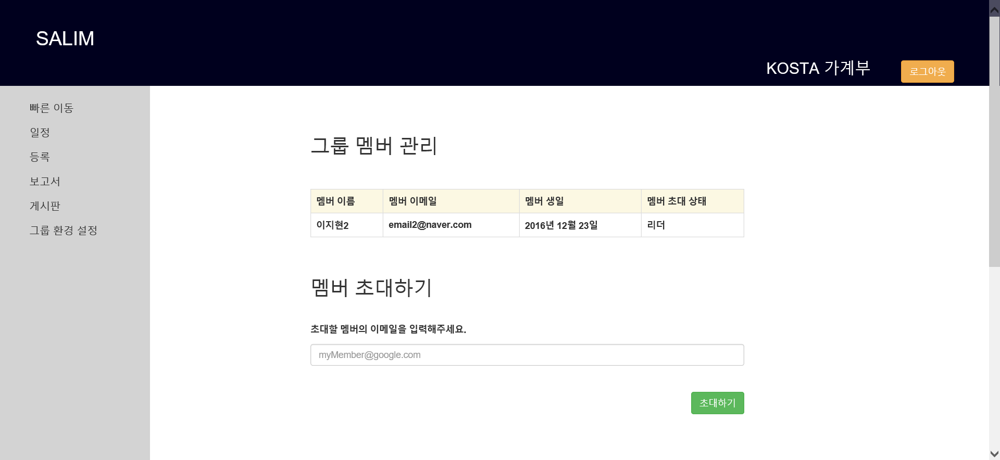 SALIM
KOSTA 가계부
로그아웃
빠른 이동
일정
등록
보고서
게시판
그룹 환경 설정
그룹 멤버 관리
멤버 이름 멤버 이메일 멤버 생일 멤버 초대 상태
이지현2 email2@naver.com 2016년 12월 23일 리더
멤버 초대하기
초대할 멤버의 이메일을 입력해주세요.
myMember@google.com
초대하기